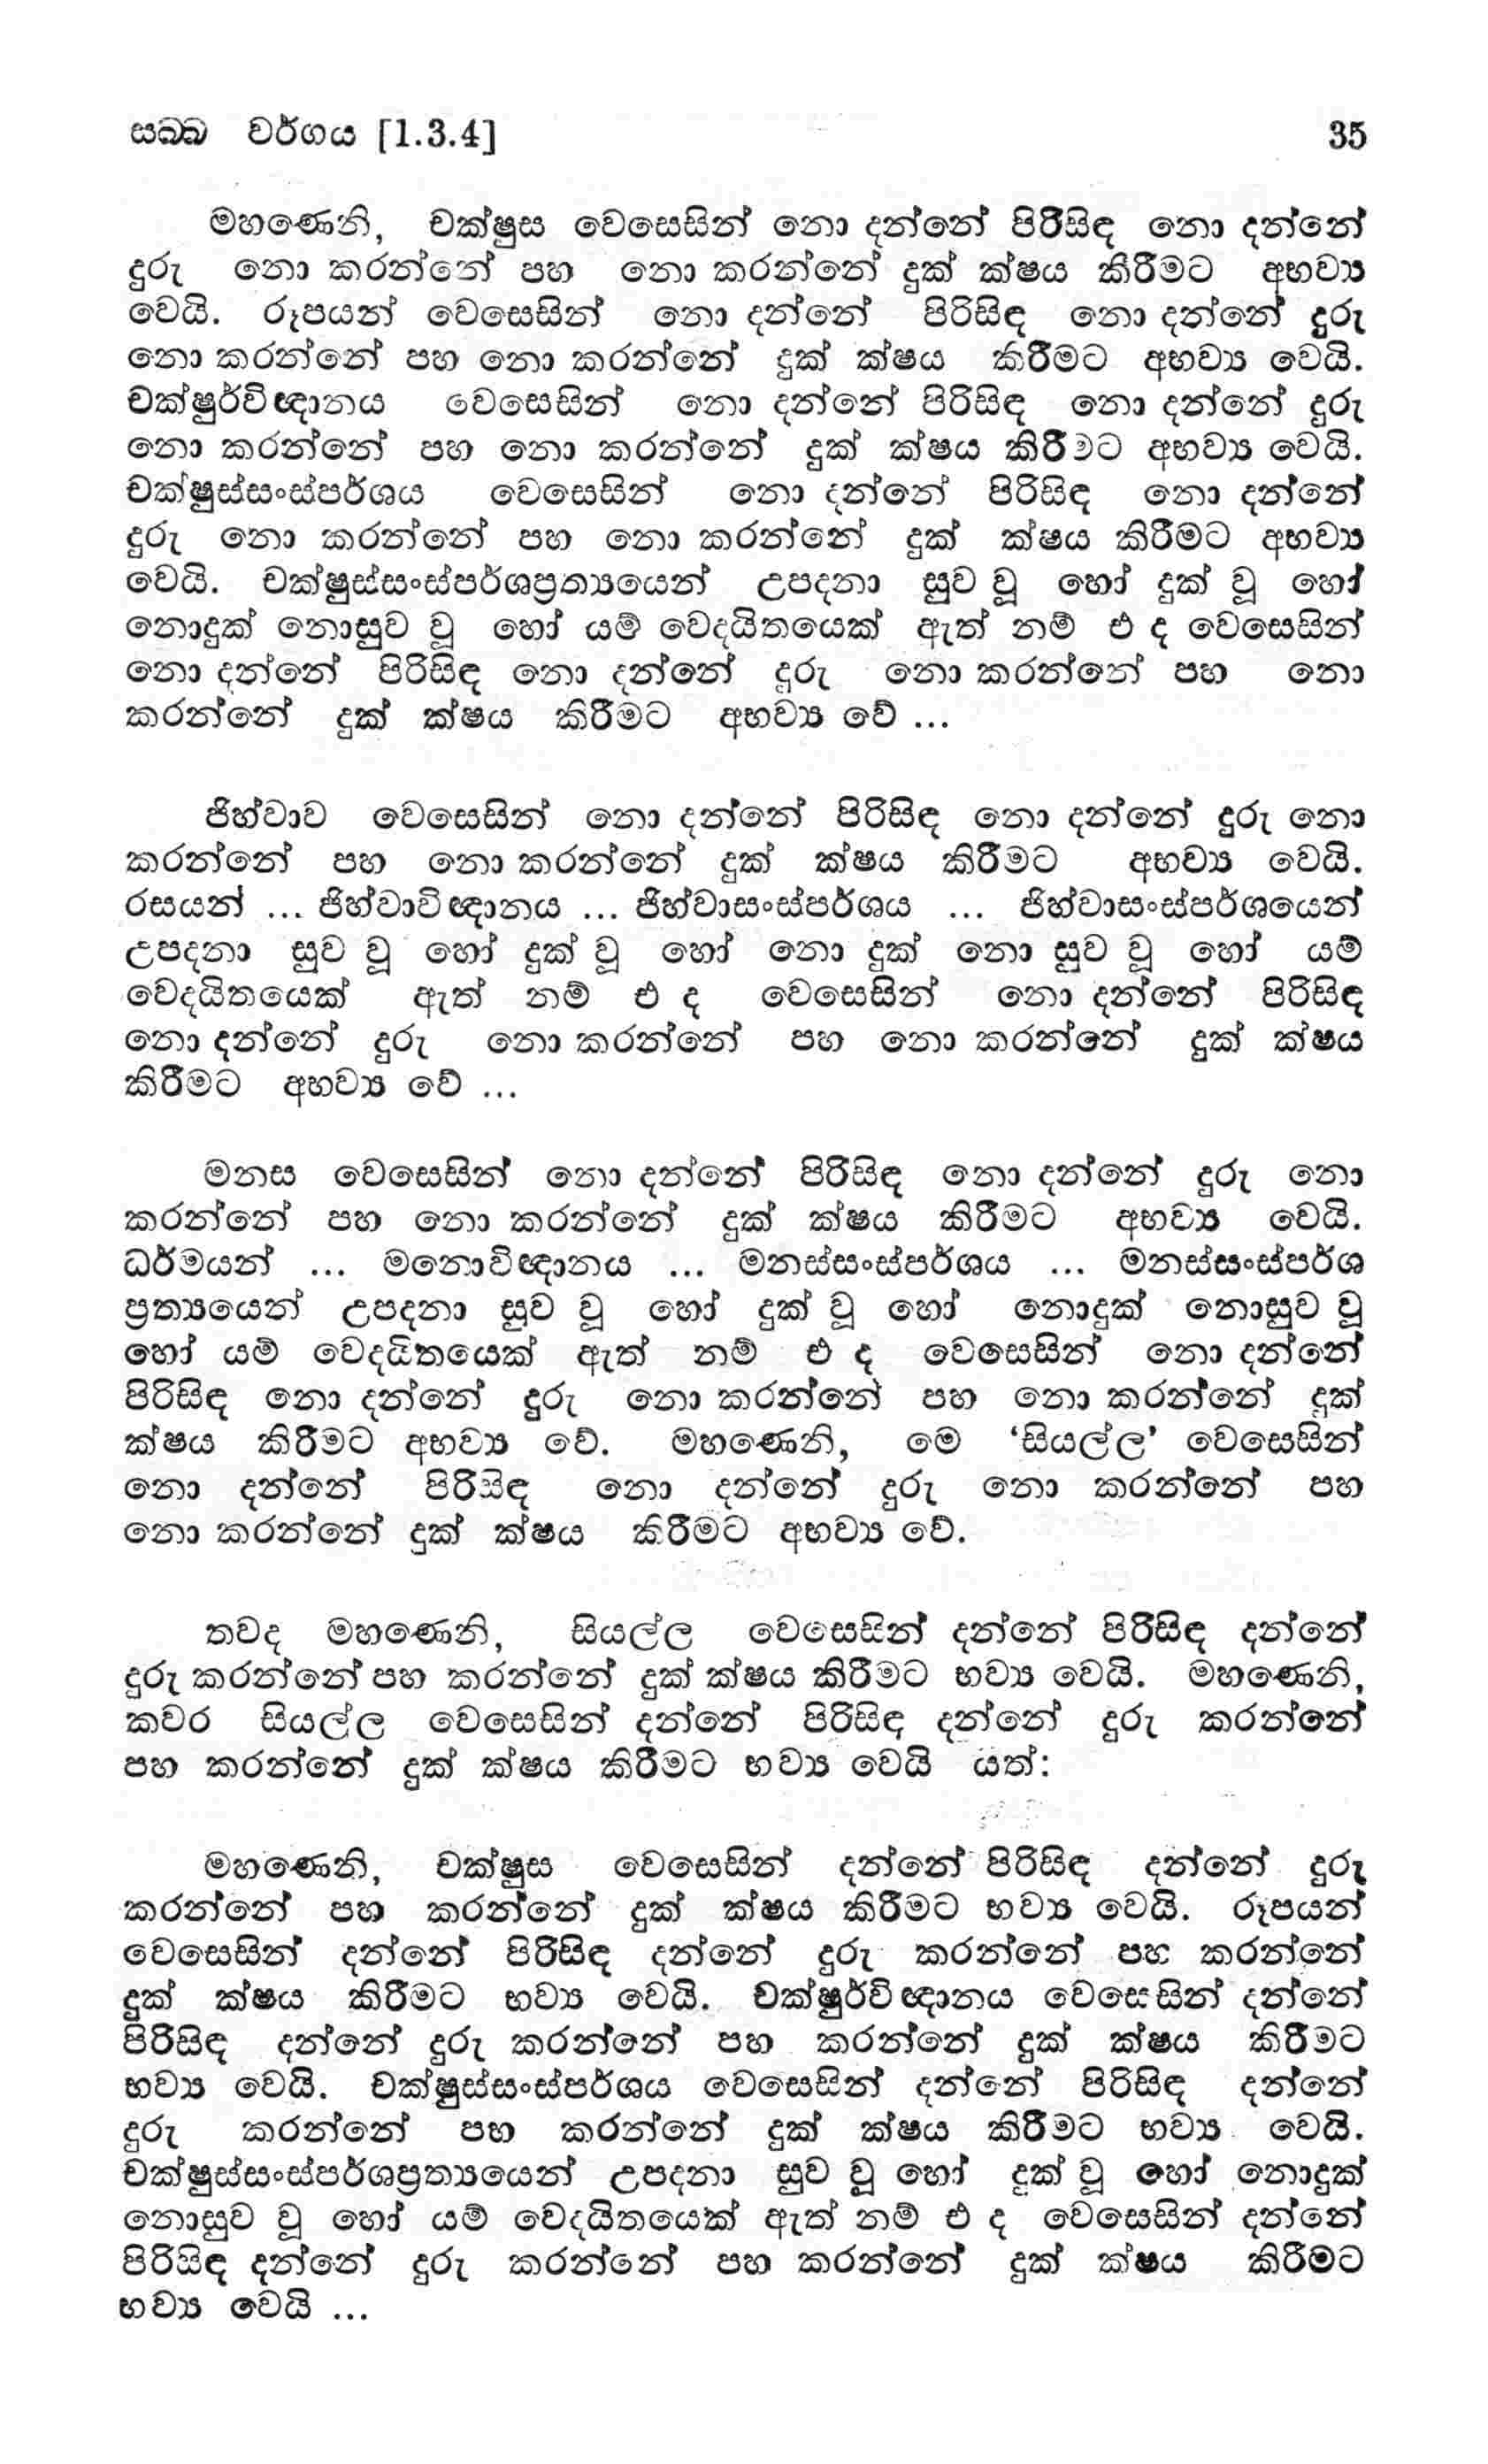 සබ්බ වර්ගය [1.3.4] 35
මහණෙනි, චක්ෂුස වෙසෙසින් නො දන්නේ පිරිසිඳ නො දන්නේ
දුරු නො කරන්නේ පහ නො කරන්නේ දුක් ක්ෂය කිරීමට අභව්‍ය
වෙයි. රූපයන් වෙසෙසින් නො දන්නේ පිරිසිඳ නො දන්නේ දුරු
නො කරන්නේ පහ නො කරන්නේ දුක් ක්ෂය කිරීමට අභව්‍ය වෙයි.
චක්ෂුර්විඥානය වෙසෙසින් නො දන්නේ පිරිසිඳ නො දන්නේ දුරු
නො කරන්නේ පහ නො කරන්නේ දුක් ක්ෂය කිරීමට අභව්‍ය වෙයි.
චක්ෂුස්සංස්පර්ශය වෙසෙසින් නො දන්නේ පිරිසිඳ නො දන්නේ
දුරු නො කරන්නේ පහ නො කරන්නේ දුක් ක්ෂය කිරීමට අභව්‍ය
වෙයි. චක්ෂුස්සංස්පර්ශප්‍රත්‍යයෙන් උපදනා සුව වූ හෝ දුක් වූ හෝ
නොදුක් නොසුව වූ හෝ යම් වෙදයිතයෙක් ඇත් නම් එ ද වෙසෙසින්
නො දන්නේ පිරිසිඳ නො දන්නේ දුරු නො කරන්නේ පහ නො
කරන්නේ දුක් ක්ෂය කිරීමට අභව්‍ය වේ ...
ජිහ්වාව වෙසෙසින් නො දන්නේ පිරිසිඳ නො දන්නේ දුරු නො
කරන්නේ පහ නො කරන්නේ දුක් ක්ෂය කිරීමට අභව්‍ය වෙයි.
රසයන් ... ජිහ්වාවිඥානය ... ජිහ්වාසංස්පර්ශය ... ජිහ්වාසංස්පර්ශයෙන්
උපදනා සුව වූ හෝ දුක් වූ හෝ නො දුක් නො සුව වූ හෝ යම්
වෙදයිතයෙක් ඇත් නම් එ ද වෙසෙසින් නො දන්නේ පිරිසිඳ
නො දන්නේ දුරු නො කරන්නේ පහ නො කරන්නේ දුක් ක්ෂය
කිරීමට අභව්‍ය වේ ...
මනස වෙසෙසින් නො දන්නේ පිරිසිඳ නො දන්නේ දුරු නො
කරන්නේ පහ නො කරන්නේ දුක් ක්ෂය කිරීමට අභව්‍ය වෙයි.
ධර්මයන් ... මනොවිඥානය ... මනස්සංස්පර්ශය ... මනස්සංස්පර්ශ
ප්‍රත්‍යයෙන් උපදනා සුව වූ හෝ දුක් වූ හෝ නොදුක් නොසුව වූ
හෝ යම් වෙදයිතයෙක් ඇත් නම් එ ද වෙසෙසින් නො දන්නේ
පිරිසිඳ නො දන්නේ දුරු නො කරන්නේ පහ නො කරන්නේ දුක්
ක්ෂය කිරීමට අභව්‍ය වේ. මහණෙනි, මෙ ‘සියල්ල’ වෙසෙසින්
නො දන්නේ පිරිසිඳ නො දන්නේ දුරු නො කරන්නේ පහ
නො කරන්නේ දුක් ක්ෂය කිරීමට අභව්‍ය වේ.
තවද මහණෙනි, සියල්ල වෙසෙසින් දන්නේ පිරිසිඳ දන්නේ
දුරු කරන්නේ පහ කරන්නේ දුක් ක්ෂය කිරීමට භව්‍ය වෙයි. මහණෙනි,
කවර සියල්ල වෙසෙසින් දන්නේ පිරිසිඳ දන්නේ දුරු කරන්නේ
පහ කරන්නේ දුක් ක්ෂය කිරීමට භව්‍ය වෙයි යත්:
මහණෙනි, චක්ෂුස වෙසෙසින් දන්නේ පිරිසිඳ දන්නේ දුරු
කරන්නේ පහ කරන්නේ දුක් ක්ෂය කිරීමට භව්‍ය වෙයි. රූපයන්
වෙසෙසින් දන්නේ පිරිසිඳ දන්නේ දුරු කරන්නේ පහ කරන්නේ
දුක් ක්ෂය කිරීමට භව්‍ය වෙයි. චක්ෂුර්විඥානය වෙසෙසින් දන්නේ
පිරිසිඳ දන්නේ දුරු කරන්නේ පහ කරන්නේ දුක් ක්ෂය කිරීමට
භව්‍ය වෙයි. චක්ෂුස්සංස්පර්ශය වෙසෙසින් දන්නේ පිරිසිඳ දන්නේ
දුරු කරන්නේ පහ කරන්නේ දුක් ක්ෂය කිරීමට භව්‍ය වෙයි.
චක්ෂුස්සංස්පර්ශප්‍රත්‍යයෙන් උපදනා සුව වූ හෝ දුක් වූ හෝ නොදුක්
නොසුව වූ හෝ යම් වෙදයිතයෙක් ඇත් නම් එ ද වෙසෙසින් දන්නේ
පිරිසිඳ දන්නේ දුරු කරන්නේ පහ කරන්නේ දුක් ක්ෂය කිරීමට
භව්‍ය වෙයි ...